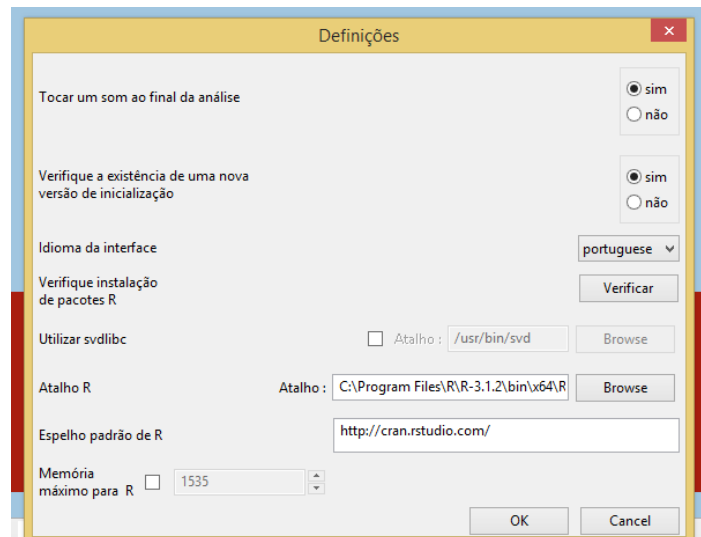 Definições
Tocar um som ao final da análise
sim
não
Verifique a existência de uma nova
versão de inicialização
sim
não
Idioma da interface
portuguese
Verifique instalação
de pacotes R
Verificar
Utilizar svdlibc
Atalho :
/usr/bin/svd
Browse
Atalho R
Atalho :
C:\Program Files\R\R-3.1.2\bin\x64\R
Browse
Espelho padrão de R
http://cran.rstudio.com/
Memória
máximo para R
1535
OK
Cancel